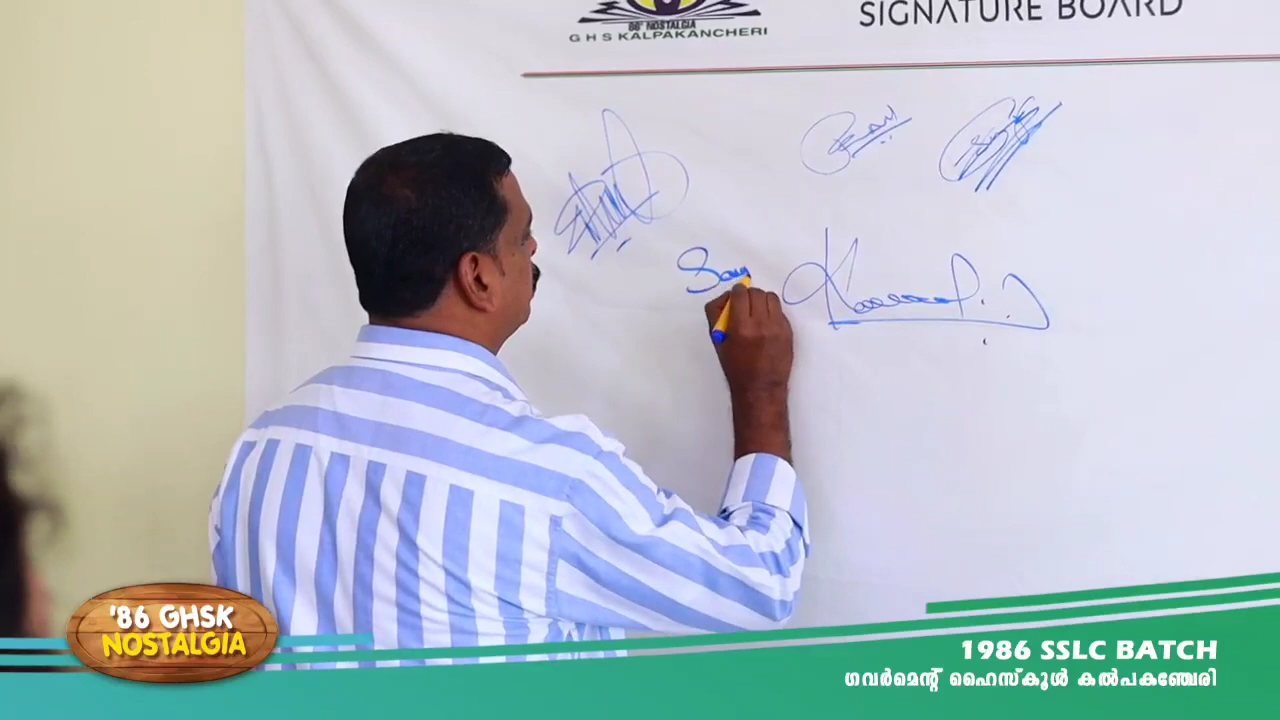 SIGNATURE BOARD
86' NOSTALGIA
G H S KALPAKANCHERI
'86 GHSK
NOSTALGIA
1986 SSLC BATCH
ഗവർമെന്റ് ഹൈസ്കൂൾ കൽപകഞ്ചേരി